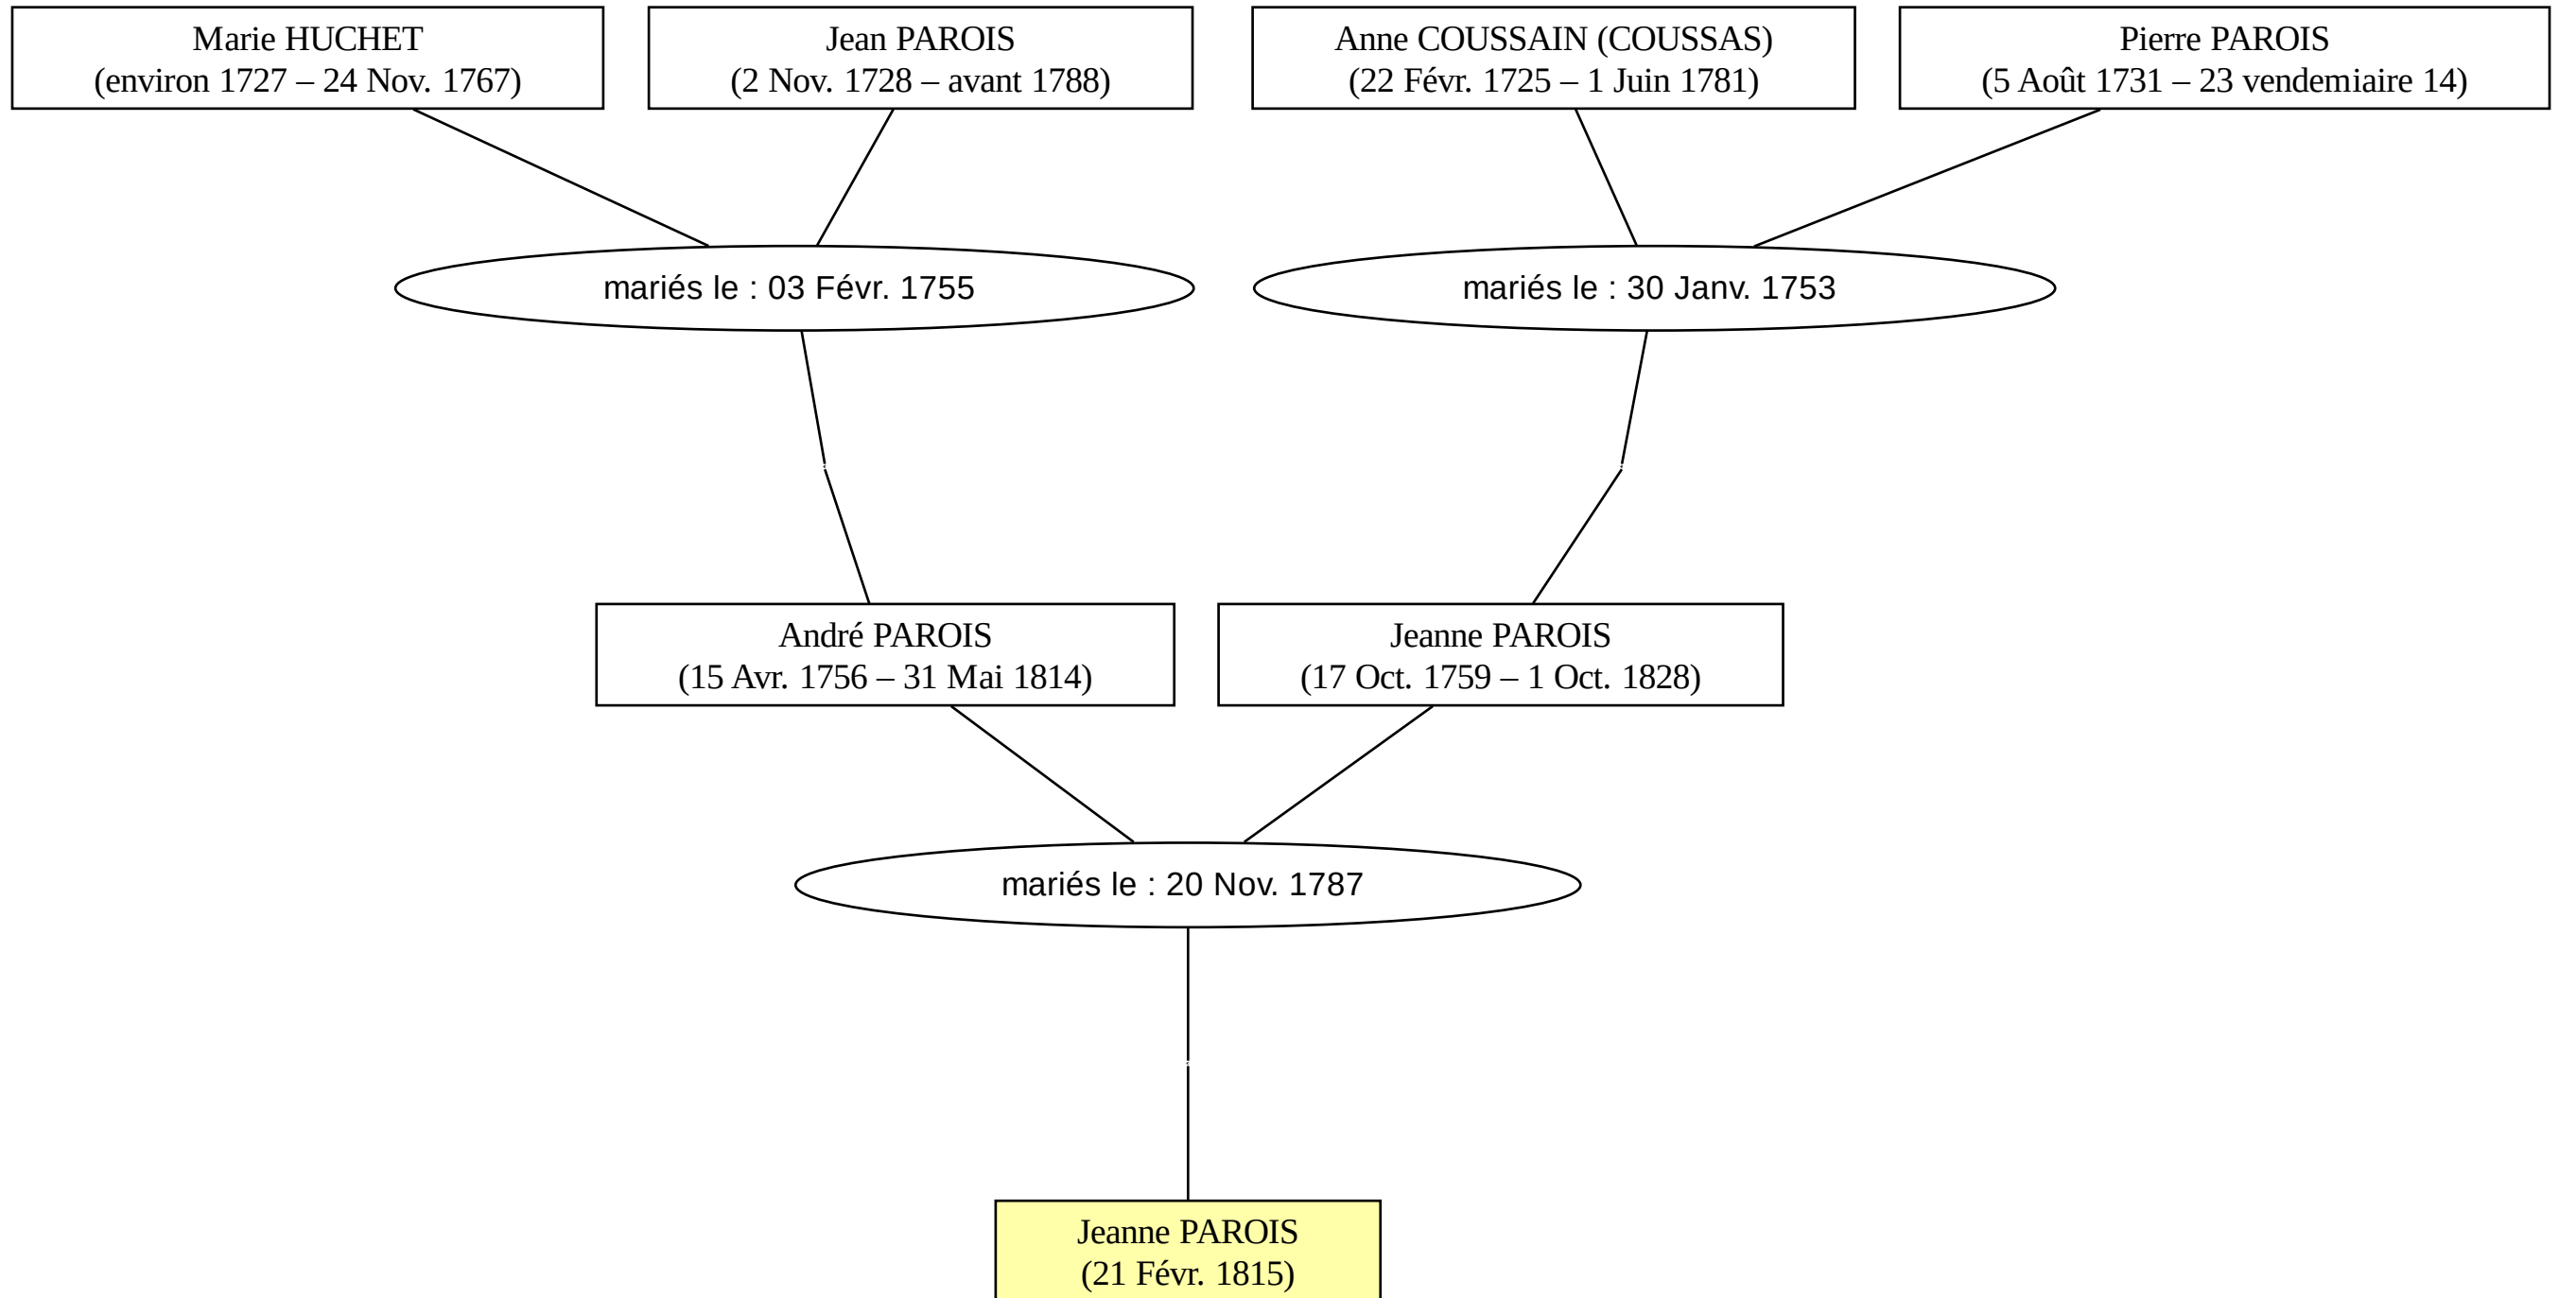 Marie HUCHET
(environ 1727 – 24 Nov. 1767)
Jean PAROIS
(2 Nov. 1728 – avant 1788)
Anne COUSSAIN (COUSSAS)
(22 Févr. 1725 – 1 Juin 1781)
Pierre PAROIS
(5 Août 1731 – 23 vendemiaire 14)
mariés le : 03 Févr. 1755
mariés le : 30 Janv. 1753
André PAROIS
(15 Avr. 1756 – 31 Mai 1814)
Jeanne PAROIS
(17 Oct. 1759 – 1 Oct. 1828)
mariés le : 20 Nov. 1787
Jeanne PAROIS
(21 Févr. 1815)